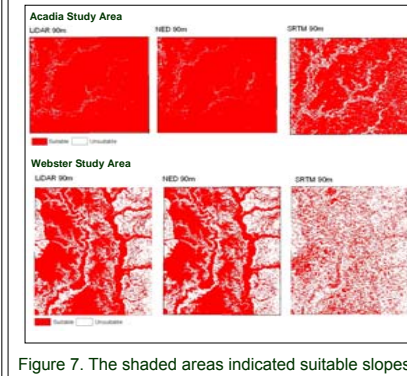 Acadia Study Area
LiDAR 90m NED 90m SRTM 90m
Suitable Unsuitable
Webster Study Area
LiDAR 90m NED 90m SRTM 90m
Suitable Unsuitable
Figure 7. The shaded areas indicated suitable slopes